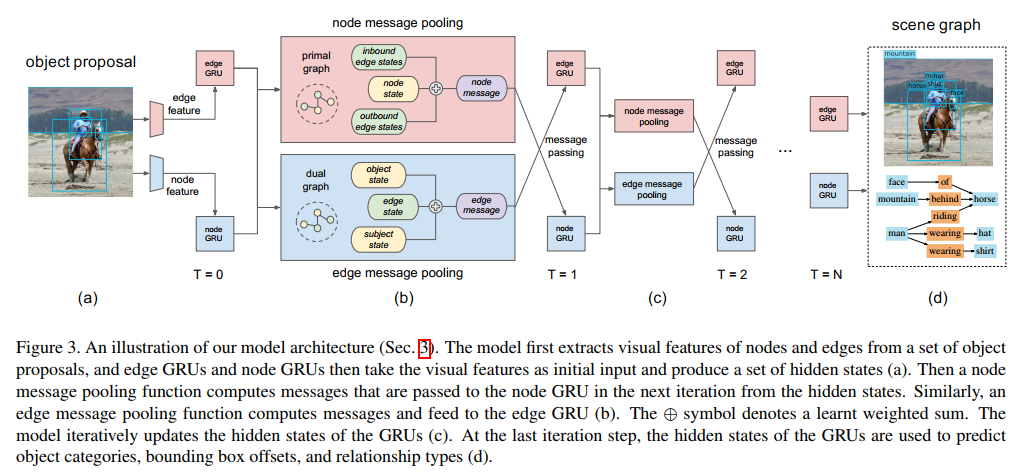 node message pooling
scene graph
object proposal
edge
GRU
edge
feature
node
feature
node
GRU
primal
graph
inbound
edge states
node
state
outbound
edge states
node
message
dual
graph
object
state
edge
state
subject
state
edge
message
edge message pooling
edge
GRU
message
passing
node
GRU
node message
pooling
edge message
pooling
edge
GRU
message
passing
node
GRU
...
edge
GRU
node
GRU
mountain
horse
face
face
of
mountain
behind
horse
riding
man
wearing
hat
wearing
shirt
T = 0
T = 1
T = 2
T = N
(a)
(b)
(c)
(d)
Figure 3. An illustration of our model architecture (Sec. 3). The model first extracts visual features of nodes and edges from a set of object
proposals, and edge GRUs and node GRUs then take the visual features as initial input and produce a set of hidden states (a). Then a node
message pooling function computes messages that are passed to the node GRU in the next iteration from the hidden states. Similarly, an
edge message pooling function computes messages and feed to the edge GRU (b). The ⊕ symbol denotes a learnt weighted sum. The
model iteratively updates the hidden states of the GRUs (c). At the last iteration step, the hidden states of the GRUs are used to predict
object categories, bounding box offsets, and relationship types (d).